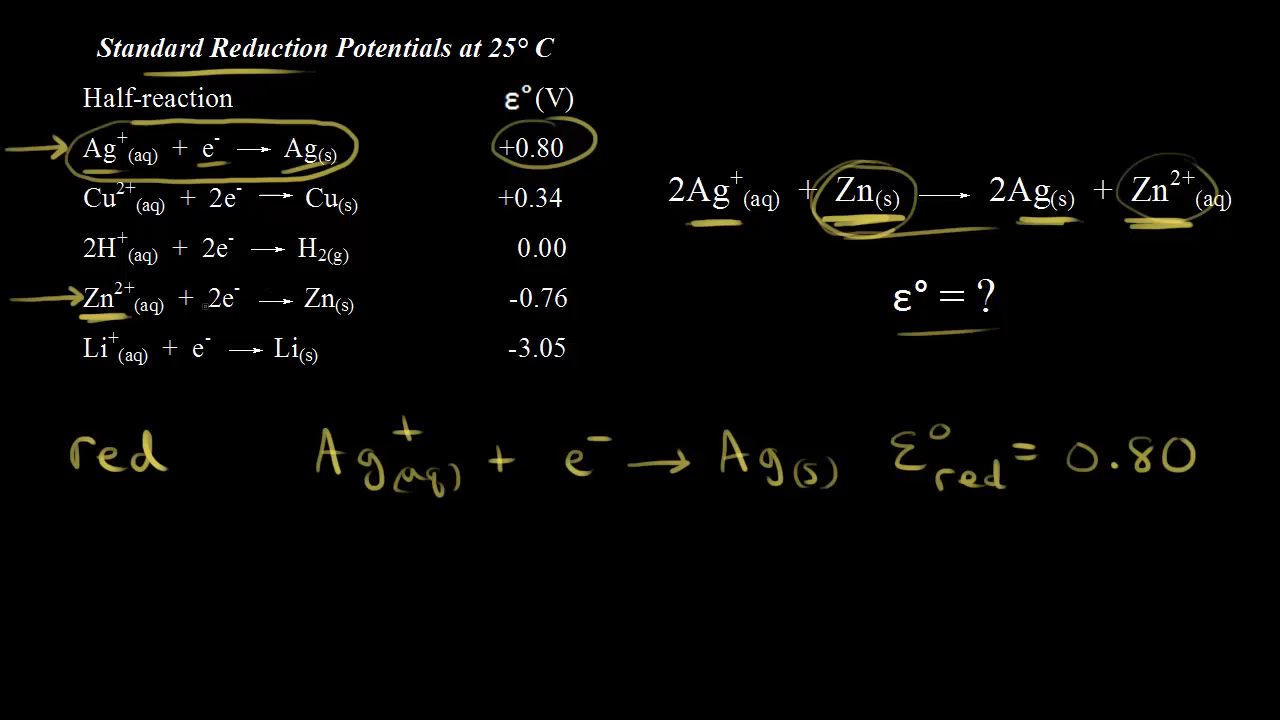 Standard Reduction Potentials at 25° C
Half-reaction ε°(V)
Ag⁺(aq) + e⁻ → Ag(s) +0.80
Cu²⁺(aq) + 2e⁻ → Cu(s) +0.34
2H⁺(aq) + 2e⁻ → H₂(g) 0.00
Zn²⁺(aq) + 2e⁻ → Zn(s) -0.76
Li⁺(aq) + e⁻ → Li(s) -3.05
2Ag⁺(aq) + Zn(s) → 2Ag(s) + Zn²⁺(aq)
ε° = ?
red Ag⁺(aq) + e⁻ → Ag(s) ε°red = 0.80